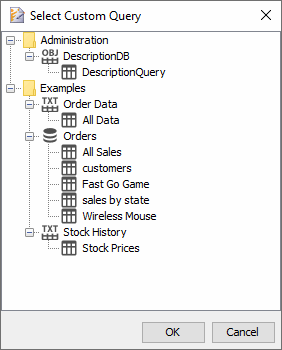 Select Custom Query
Administration
OBJ DescriptionDB
DescriptionQuery
Examples
TXT Order Data
All Data
Orders
All Sales
customers
Fast Go Game
sales by state
Wireless Mouse
TXT Stock History
Stock Prices
OK Cancel